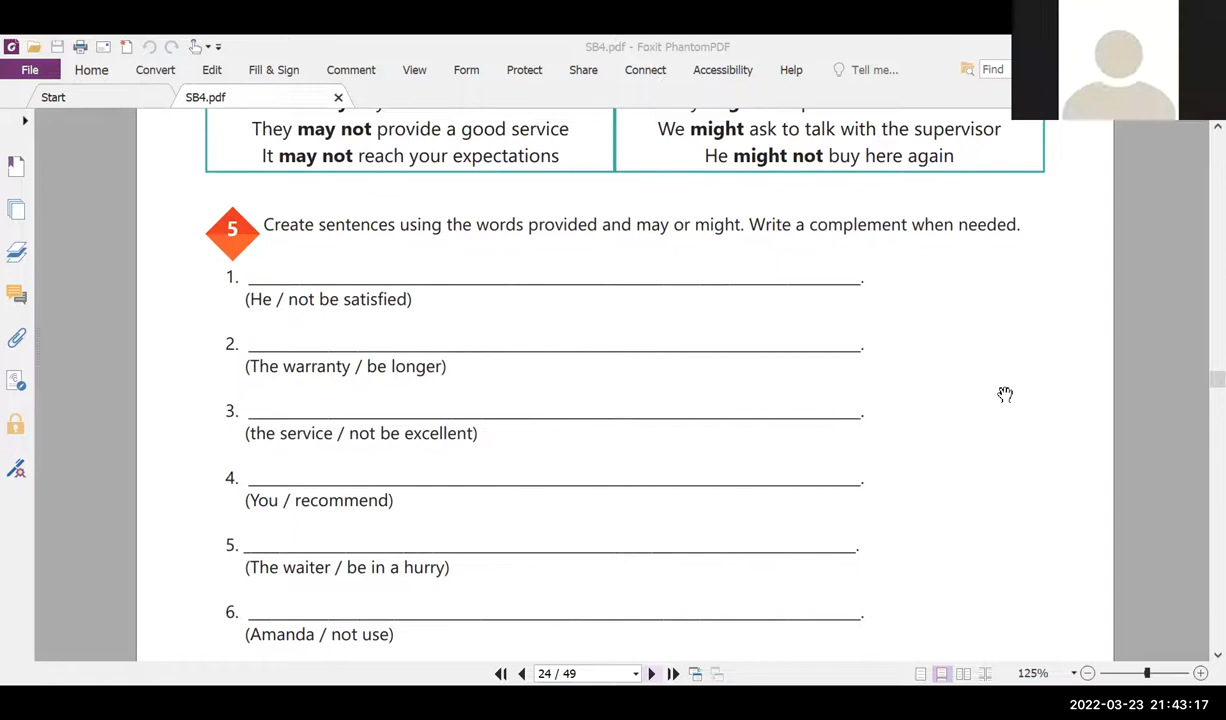 SB4.pdf - Foxit PhantomPDF
File Home Convert Edit Fill & Sign Comment View Form Protect Share Connect Accessibility Help Tell me... Find
Start SB4.pdf
They may not provide a good service
It may not reach your expectations
We might ask to talk with the supervisor
He might not buy here again
5 Create sentences using the words provided and may or might. Write a complement when needed.
1. .
(He / not be satisfied)
2. .
(The warranty / be longer)
3. .
(the service / not be excellent)
4. .
(You / recommend)
5. .
(The waiter / be in a hurry)
6. .
(Amanda / not use)
24 / 49
125%
2022-03-23 21:43:17